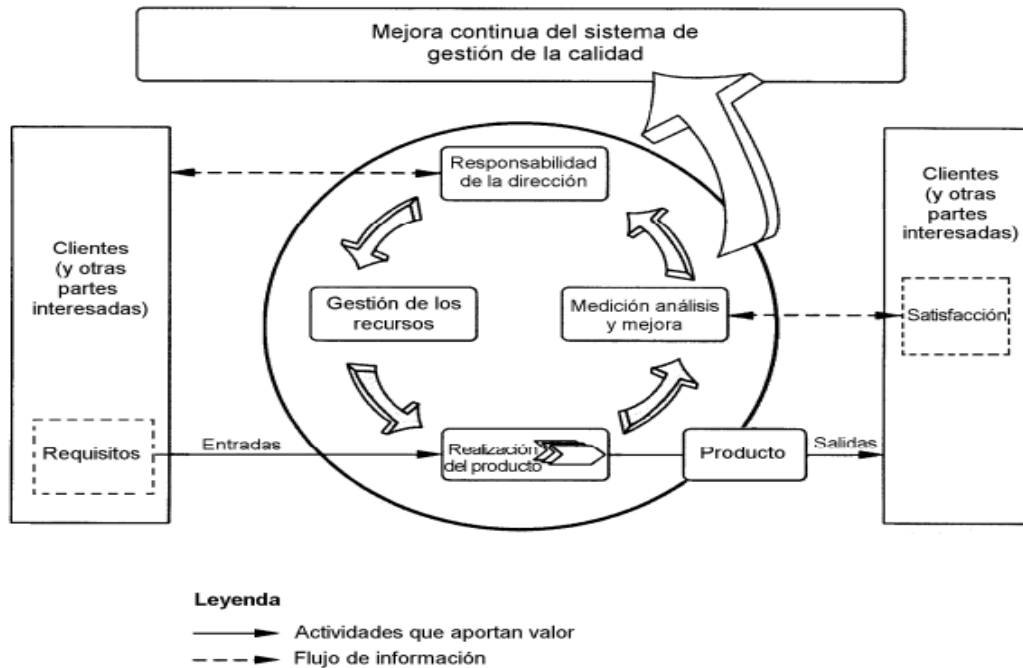 Mejora continua del sistema de
gestión de la calidad
Responsabilidad
de la dirección
Clientes
(y otras
partes
interesadas)
Clientes
(y otras
partes
interesadas)
Gestión de los
recursos
Medición análisis
y mejora
Satisfacción
Requisitos
Entradas
Realización
del producto
Producto
Salidas
Leyenda
Actividades que aportan valor
Flujo de información